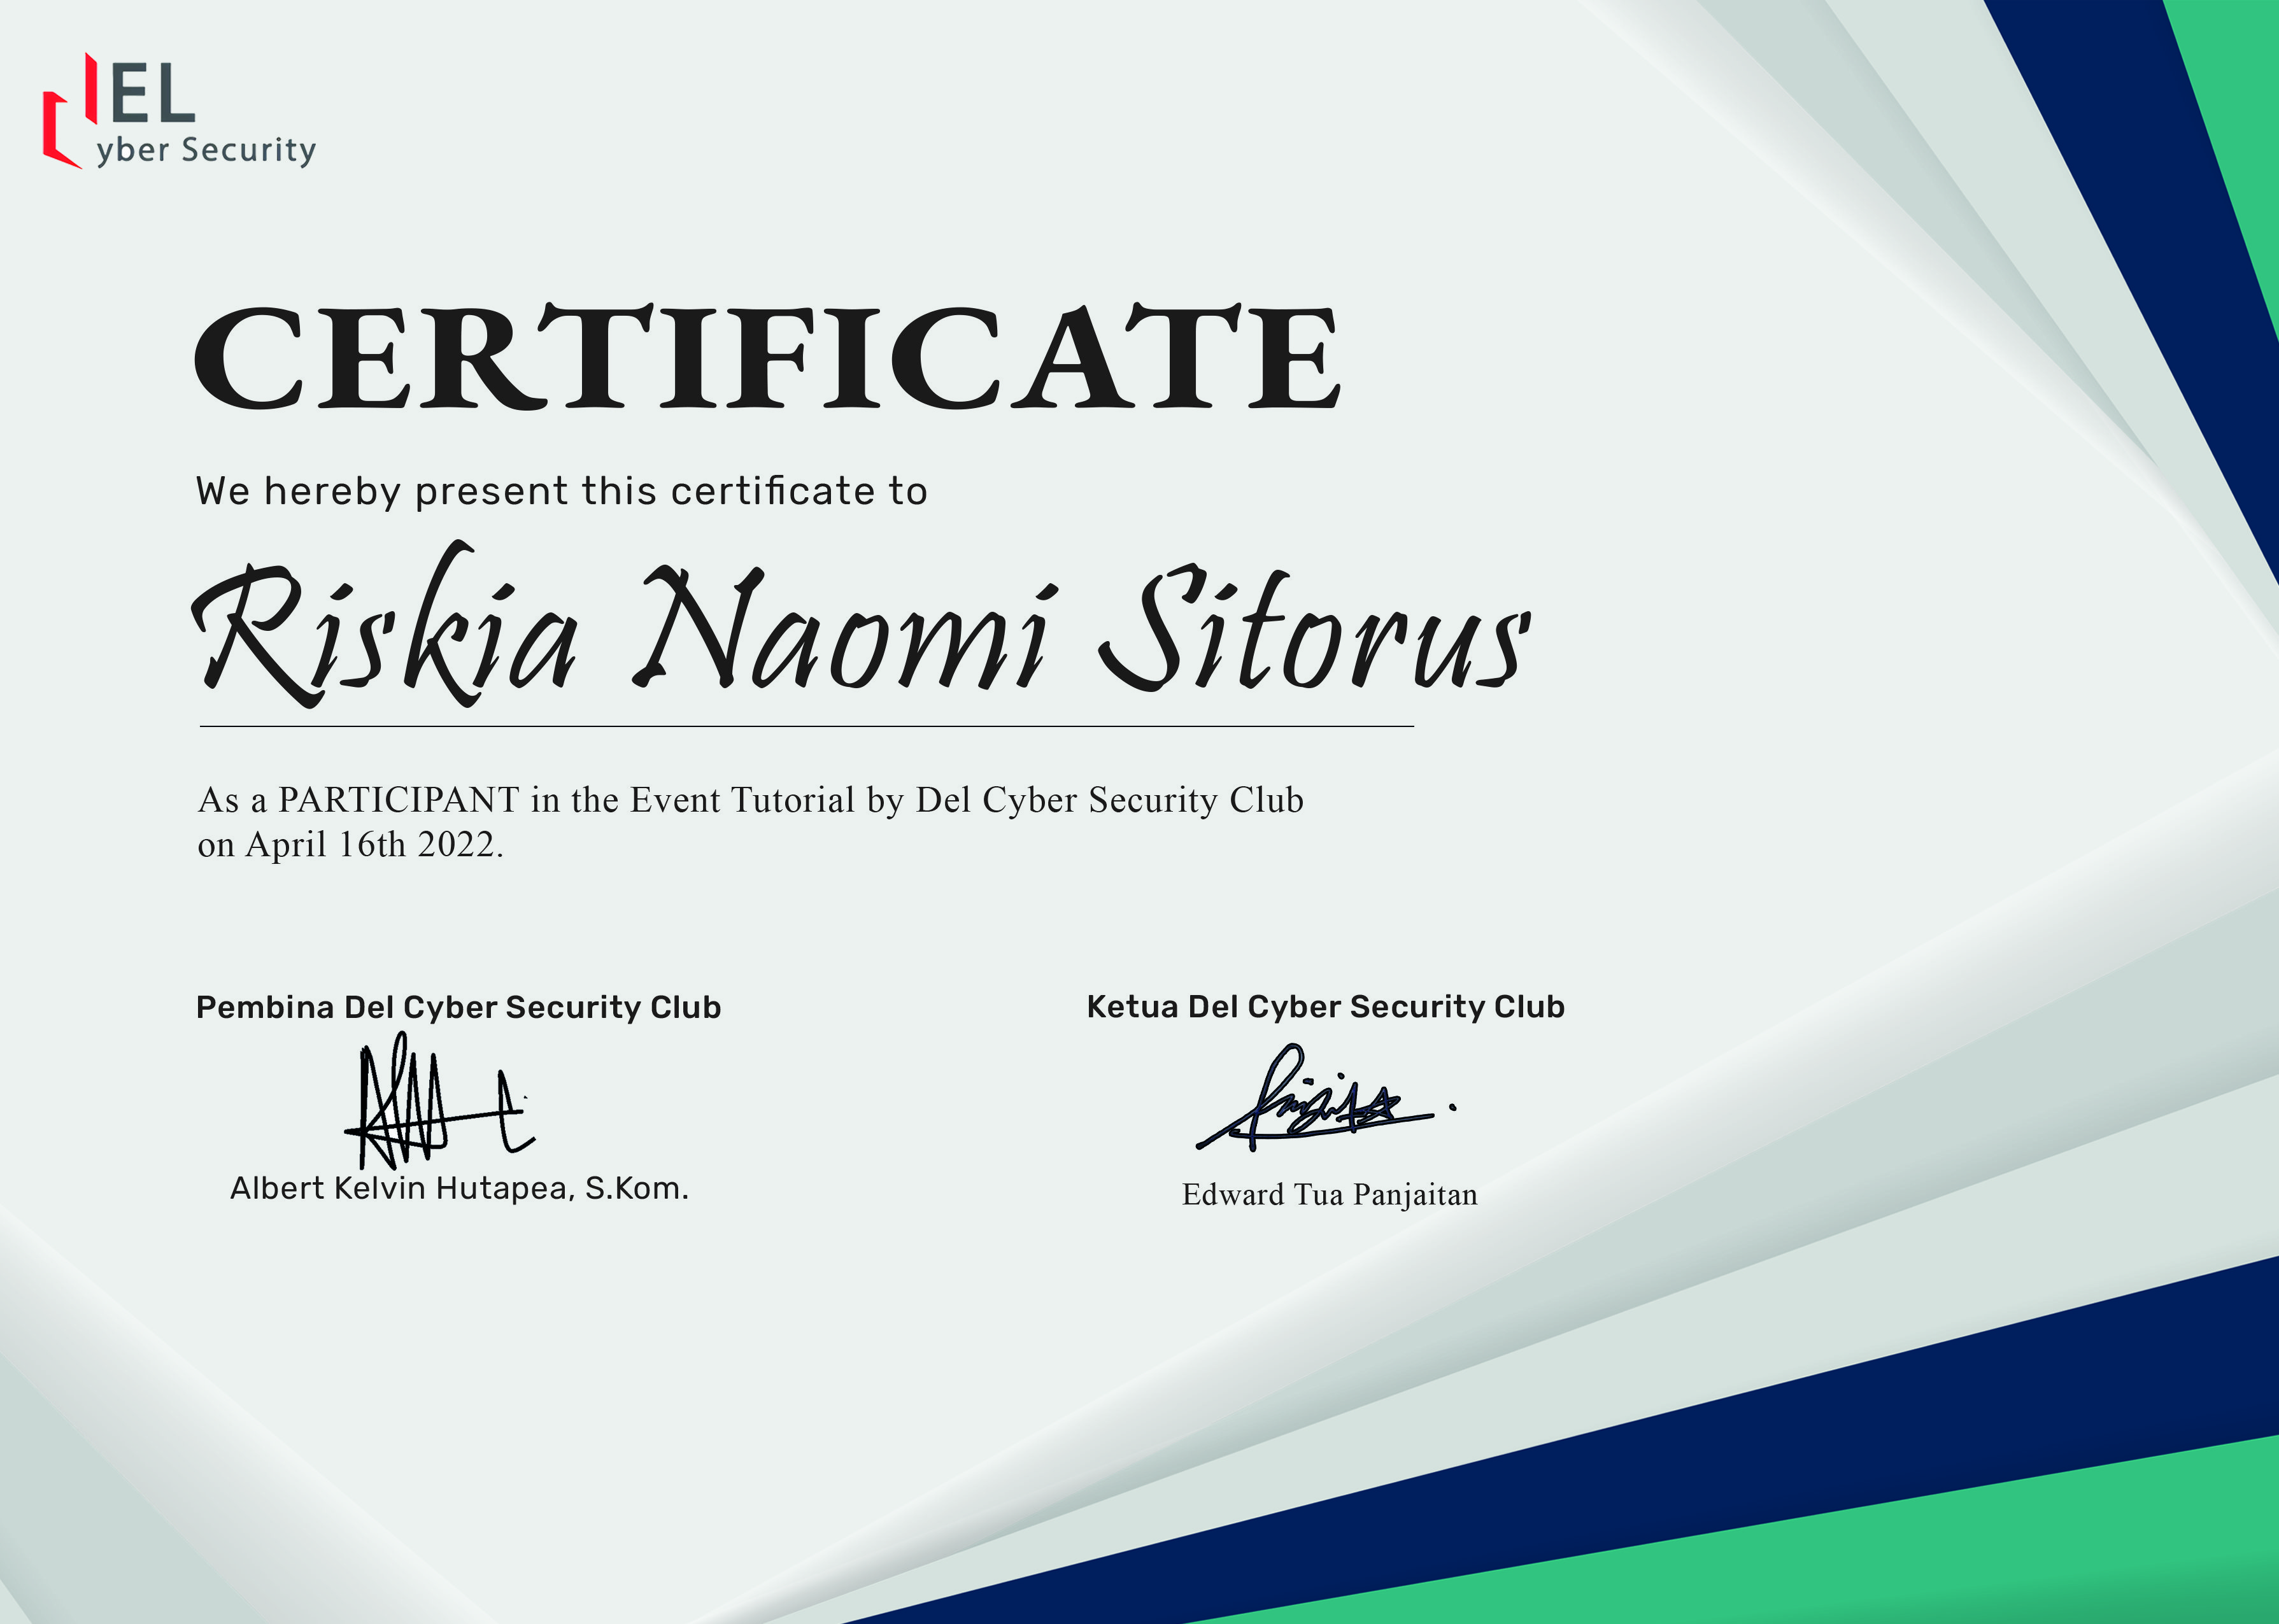 DEL
Cyber Security
CERTIFICATE
We hereby present this certificate to
Riskia Naomi Sitorus
As a PARTICIPANT in the Event Tutorial by Del Cyber Security Club
on April 16th 2022.
Pembina Del Cyber Security Club
Ketua Del Cyber Security Club
Albert Kelvin Hutapea, S.Kom.
Edward Tua Panjaitan